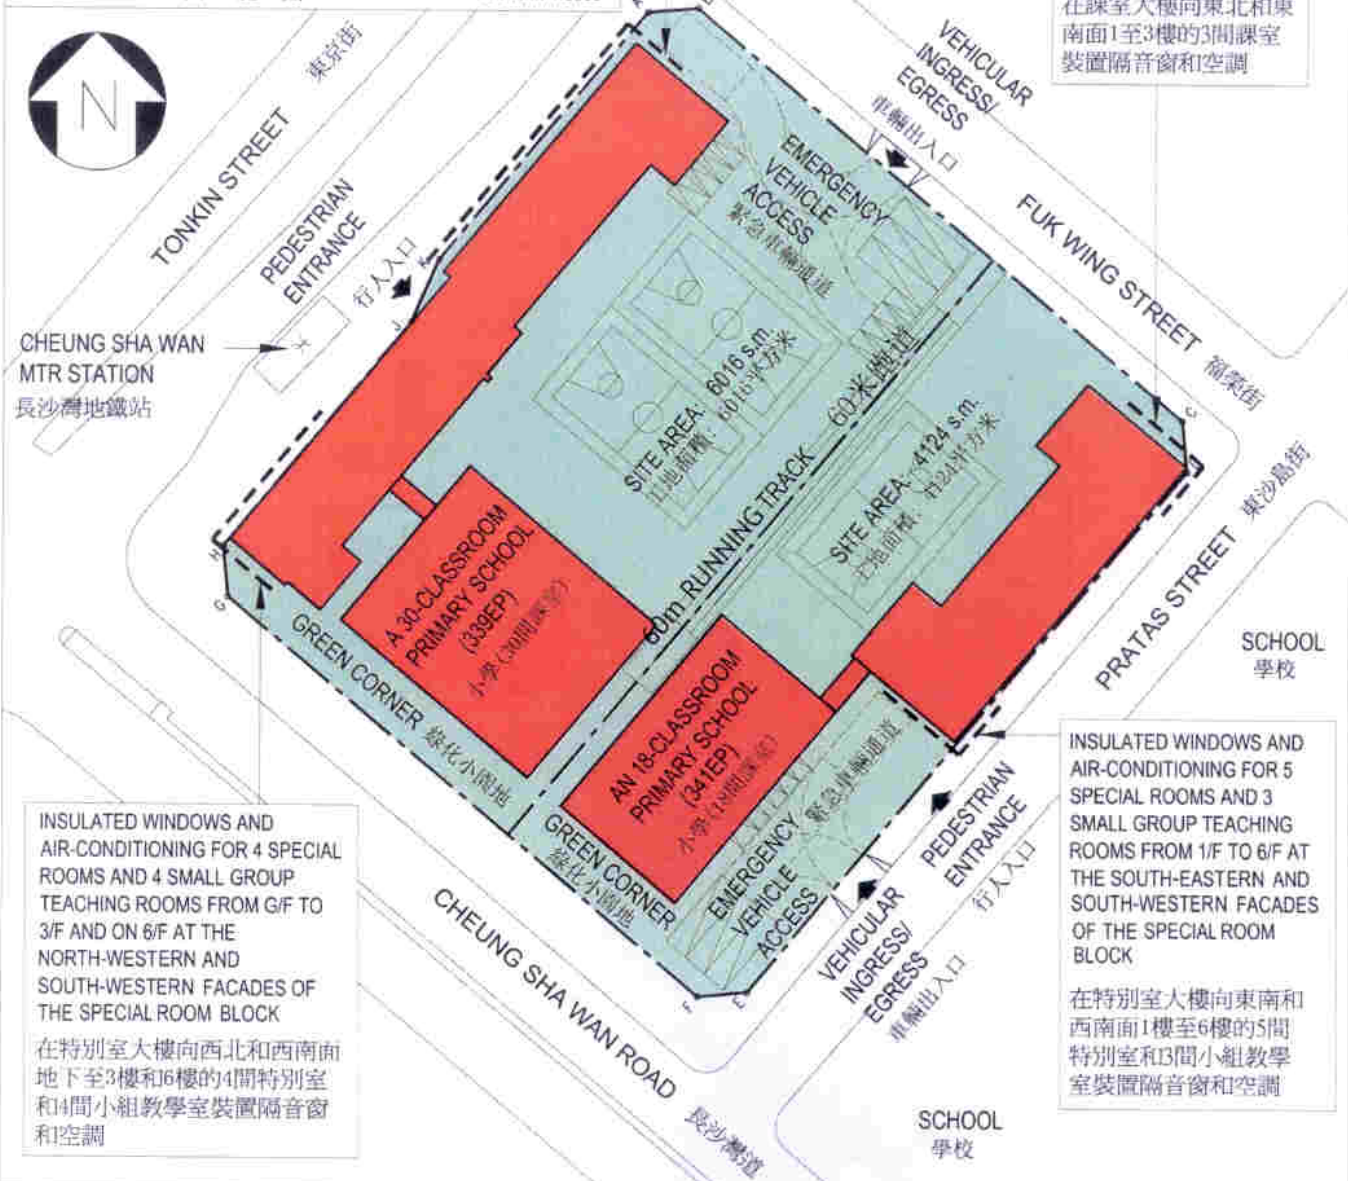 在課室大樓向東北和東
南面1至3樓的3間課室
裝置隔音窗和空調
N
TONKIN STREET 東京街
PEDESTRIAN
ENTRANCE
行人入口
VEHICULAR
INGRESS/
EGRESS
車輛出入口
EMERGENCY
VEHICLE
ACCESS
緊急車輛通道
FUK WING STREET 福榮街
CHEUNG SHA WAN
MTR STATION
長沙灣地鐵站
K
J
H
G
C
F
E
SITE AREA: 6016 s.m.
工地面積: 6016平方米
60m RUNNING TRACK 60米跑道
SITE AREA: 4124 s.m.
工地面積: 4124平方米
A 30-CLASSROOM
PRIMARY SCHOOL
(339EP)
小學(30間課室)
AN 18-CLASSROOM
PRIMARY SCHOOL
(341EP)
小學(18間課室)
GREEN CORNER 綠化小園地
GREEN CORNER
綠化小園地
EMERGENCY
VEHICLE
ACCESS
緊急車輛通道
PRATAS STREET 東沙島街
SCHOOL
學校
PEDESTRIAN
ENTRANCE
行人入口
VEHICULAR
INGRESS/
EGRESS
車輛出入口
CHEUNG SHA WAN ROAD 長沙灣道
SCHOOL
學校
INSULATED WINDOWS AND
AIR-CONDITIONING FOR 4 SPECIAL
ROOMS AND 4 SMALL GROUP
TEACHING ROOMS FROM G/F TO
3/F AND ON 6/F AT THE
NORTH-WESTERN AND
SOUTH-WESTERN FACADES OF
THE SPECIAL ROOM BLOCK
在特別室大樓向西北和西南面
地下至3樓和6樓的4間特別室
和4間小組教學室裝置隔音窗
和空調
INSULATED WINDOWS AND
AIR-CONDITIONING FOR 5
SPECIAL ROOMS AND 3
SMALL GROUP TEACHING
ROOMS FROM 1/F TO 6/F AT
THE SOUTH-EASTERN AND
SOUTH-WESTERN FACADES
OF THE SPECIAL ROOM
BLOCK
在特別室大樓向東南和
西南面1樓至6樓的5間
特別室和3間小組教學
室裝置隔音窗和空調